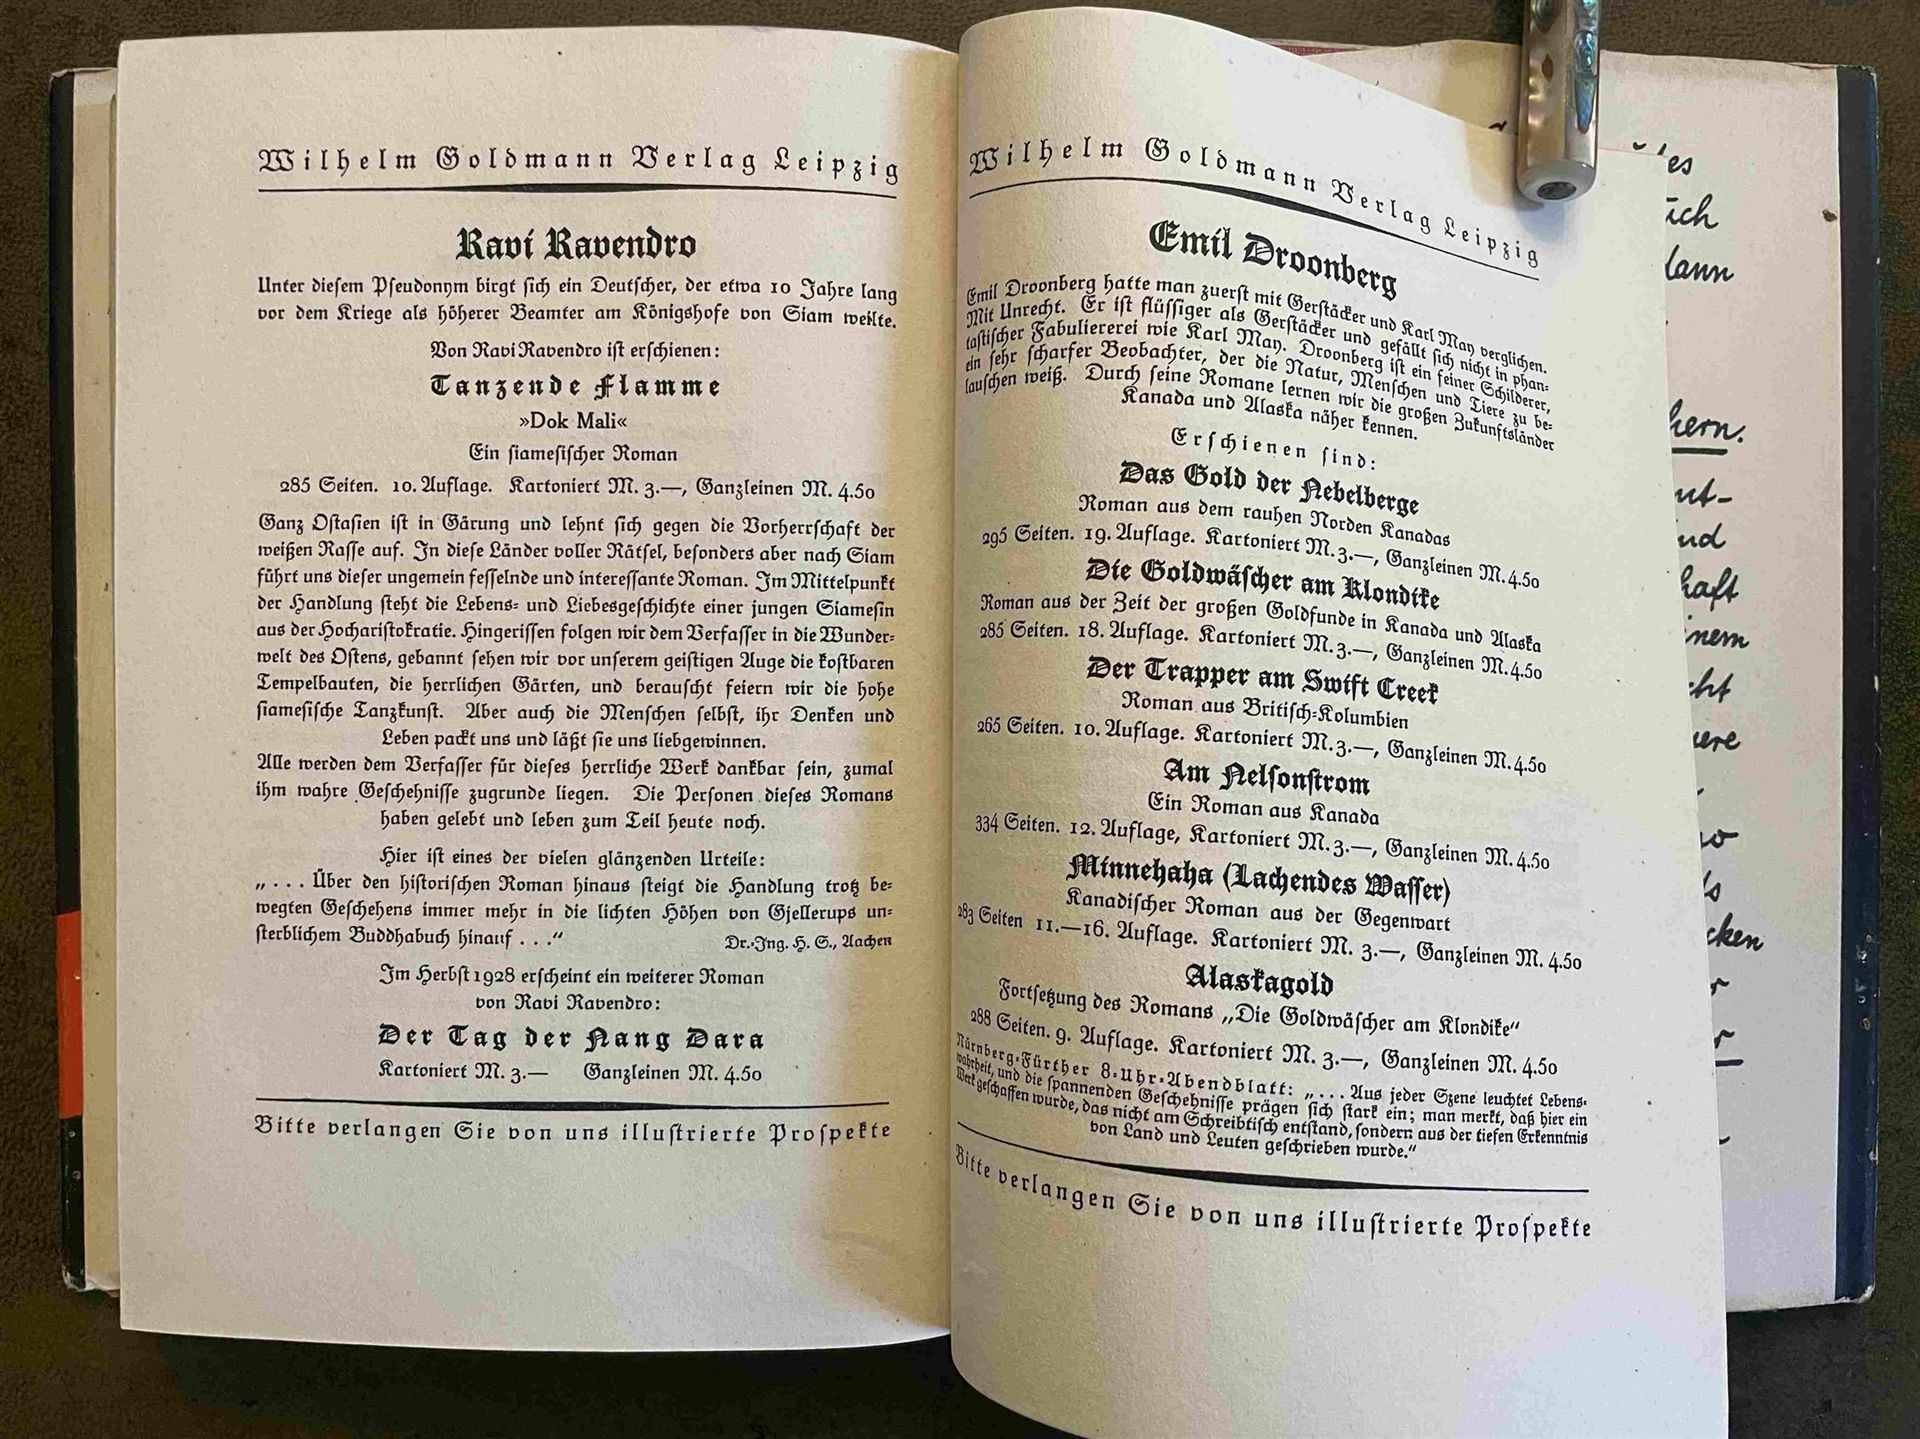 Wilhelm Goldmann Verlag Leipzig
Ravi Ravendro
Unter diesem Pseudonym birgt sich ein Deutscher, der etwa 10 Jahre lang
vor dem Kriege als höherer Beamter am Königshofe von Siam weilte.
Von Ravi Ravendro ist erschienen:
Tanzende Flamme
»Dok Mali«
Ein siamesischer Roman
285 Seiten. 10. Auflage. Kartoniert M. 3.—, Ganzleinen M. 4.50
Ganz Ostasien ist in Gärung und lehnt sich gegen die Vorherrschaft der
weißen Rasse auf. In diese Länder voller Rätsel, besonders aber nach Siam
führt uns dieser ungemein fesselnde und interessante Roman. Im Mittelpunkt
der Handlung steht die Lebens- und Liebesgeschichte einer jungen Siamesin
aus der Hocharistokratie. Hingerissen folgen wir dem Verfasser in die Wunder-
welt des Ostens, gebannt sehen wir vor unserem geistigen Auge die kostbaren
Tempelbauten, die herrlichen Gärten, und berauscht feiern wir die hohe
siamesische Tanzkunst. Aber auch die Menschen selbst, ihr Denken und
Leben packt uns und läßt sie uns liebgewinnen.
Alle werden dem Verfasser für dieses herrliche Werk dankbar sein, zumal
ihm wahre Geschehnisse zugrunde liegen. Die Personen dieses Romans
haben gelebt und leben zum Teil heute noch.
Hier ist eines der vielen glänzenden Urteile:
„... Über den historischen Roman hinaus steigt die Handlung trotz be-
wegten Geschehens immer mehr in die lichten Höhen von Gjellerups un-
sterblichem Buddhabuch hinauf ...“ Dr.-Ing. H. S., Aachen
Im Herbst 1928 erscheint ein weiterer Roman
von Ravi Ravendro:
Der Tag der Nang Dara
Kartoniert M. 3.— Ganzleinen M. 4.50
Bitte verlangen Sie von uns illustrierte Prospekte
Wilhelm Goldmann Verlag Leipzig
Emil Droonberg
Emil Droonberg hatte man zuerst mit Gerstäcker und Karl May verglichen.
Mit Unrecht. Er ist flüssiger als Gerstäcker und gefällt sich nicht in phan-
tastischer Fabuliererei wie Karl May. Droonberg ist ein feiner Schilderer,
ein sehr scharfer Beobachter, der die Natur, Menschen und Tiere zu be-
lauschen weiß. Durch seine Romane lernen wir die großen Zukunftsländer
Kanada und Alaska näher kennen.
Erschienen sind:
Das Gold der Nebelberge
Roman aus dem rauhen Norden Kanadas
295 Seiten. 19. Auflage. Kartoniert M. 3.—, Ganzleinen M. 4.50
Die Goldwäscher am Klondike
Roman aus der Zeit der großen Goldfunde in Kanada und Alaska
285 Seiten. 18. Auflage. Kartoniert M. 3.—, Ganzleinen M. 4.50
Der Trapper am Swift Creek
Roman aus Britisch-Kolumbien
265 Seiten. 10. Auflage. Kartoniert M. 3.—, Ganzleinen M. 4.50
Am Nelsonstrom
Ein Roman aus Kanada
334 Seiten. 12. Auflage, Kartoniert M. 3.—, Ganzleinen M. 4.50
Minnehaha (Lachendes Wasser)
Kanadischer Roman aus der Gegenwart
283 Seiten 11.—16. Auflage. Kartoniert M. 3.—, Ganzleinen M. 4.50
Alaskagold
Fortsetzung des Romans „Die Goldwäscher am Klondike“
288 Seiten. 9. Auflage. Kartoniert M. 3.—, Ganzleinen M. 4.50
Nürnberg-Fürther 8-Uhr-Abendblatt: „... Aus jeder Szene leuchtet Lebens-
wahrheit, und die spannenden Geschehnisse prägen sich stark ein; man merkt, daß hier ein
Werk geschaffen wurde, das nicht am Schreibtisch entstand, sondern aus der tiefen Erkenntnis
von Land und Leuten geschrieben wurde.“
Bitte verlangen Sie von uns illustrierte Prospekte